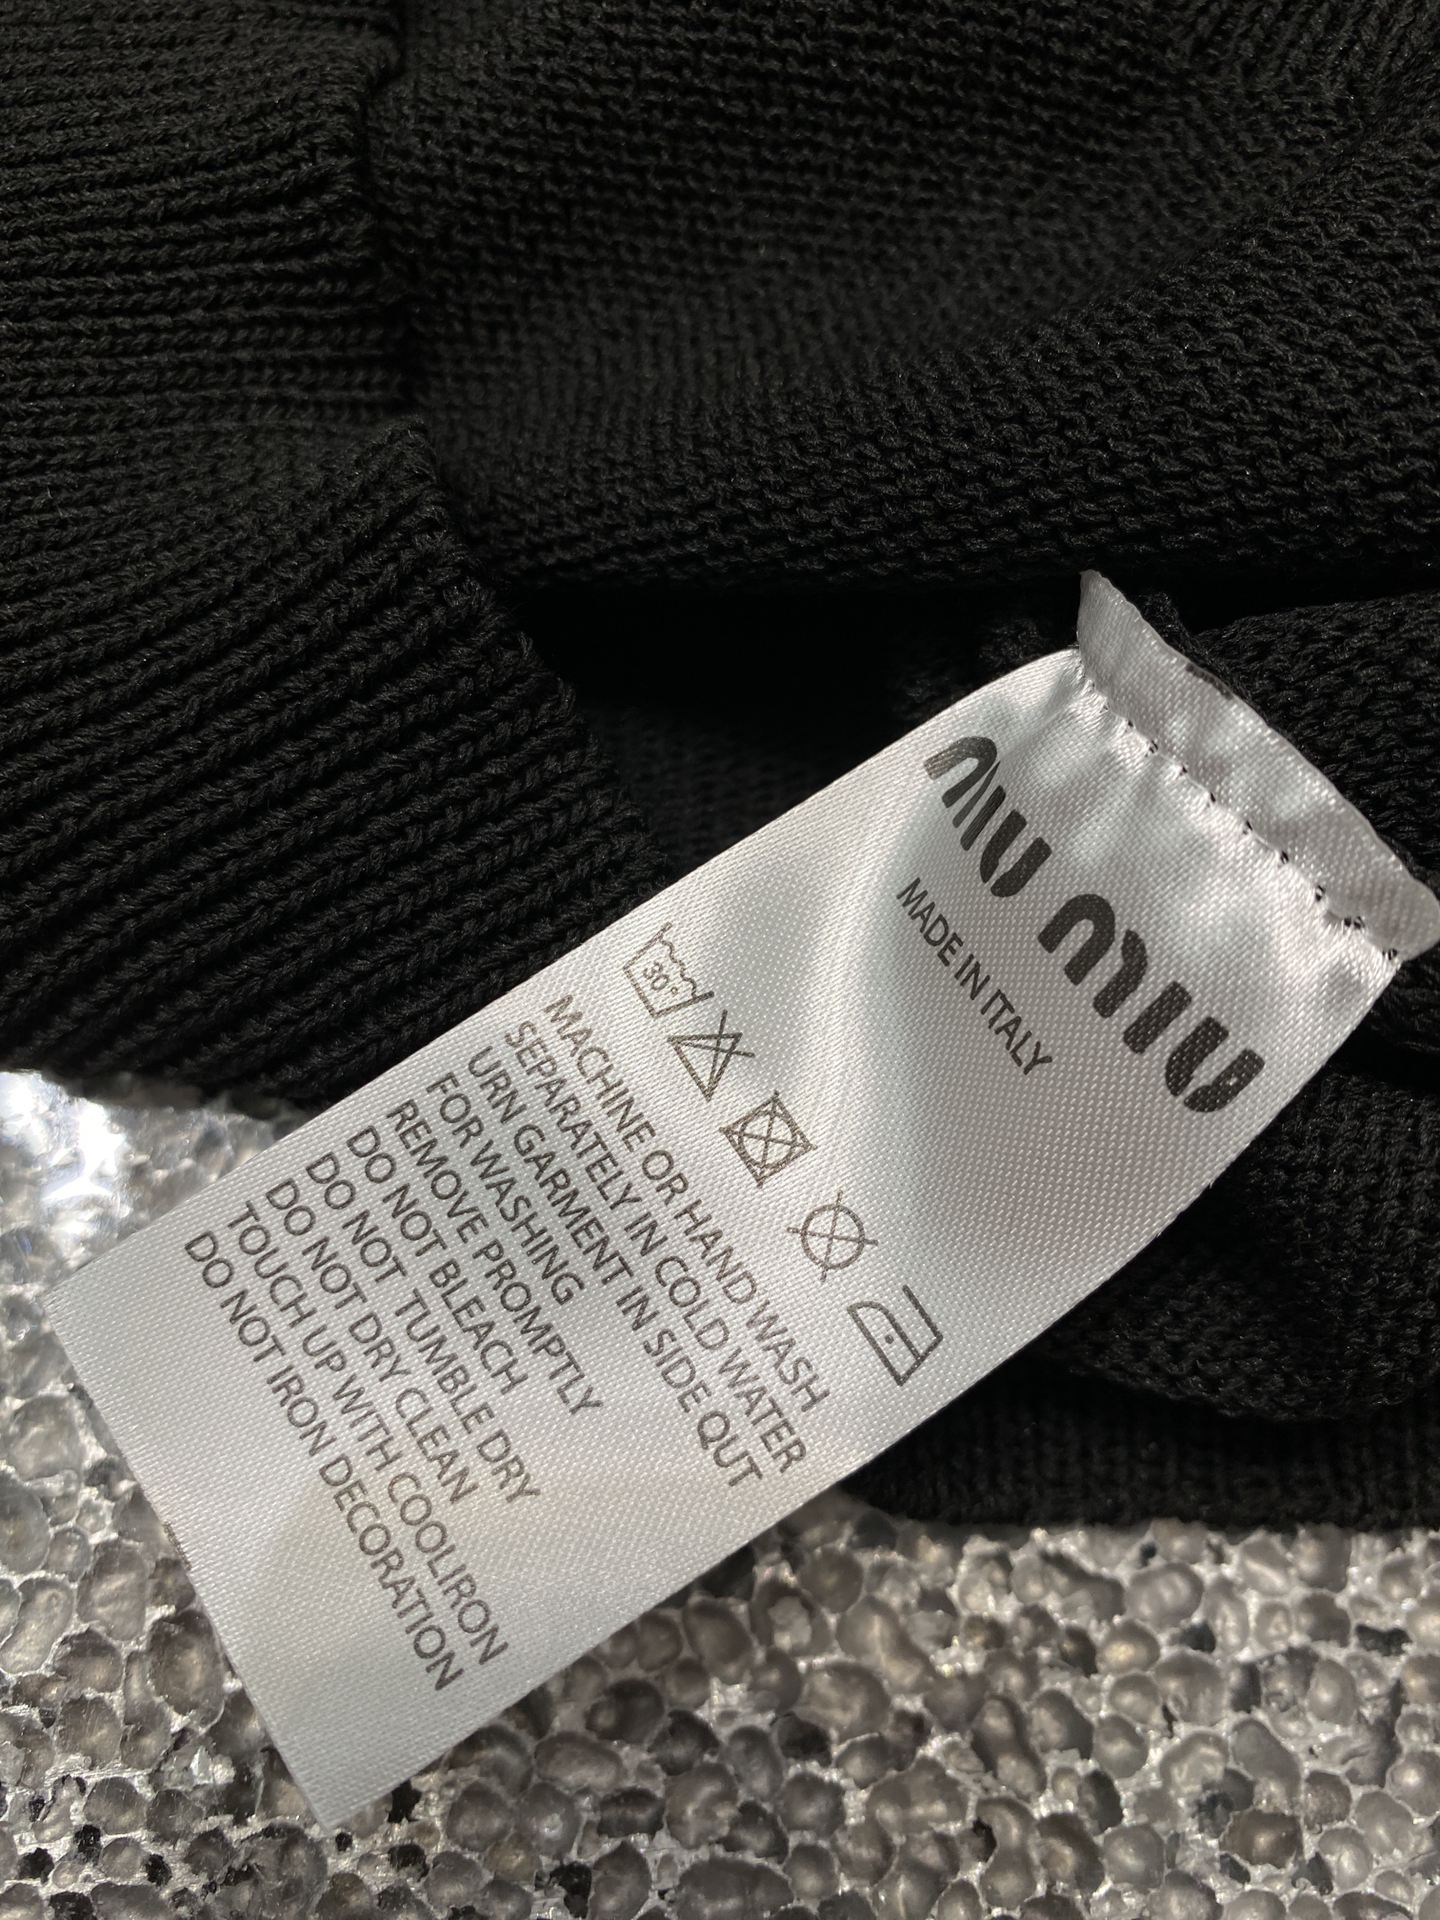 miu miu
MADE IN ITALY
30°
MACHINE OR HAND WASH
SEPARATELY IN COLD WATER
URN GARMENT IN SIDE QUT
FOR WASHING
REMOVE PROMPTLY
DO NOT BLEACH
DO NOT TUMBLE DRY
DO NOT DRY CLEAN
TOUCH UP WITH COOLIRON
DO NOT IRON DECORATION